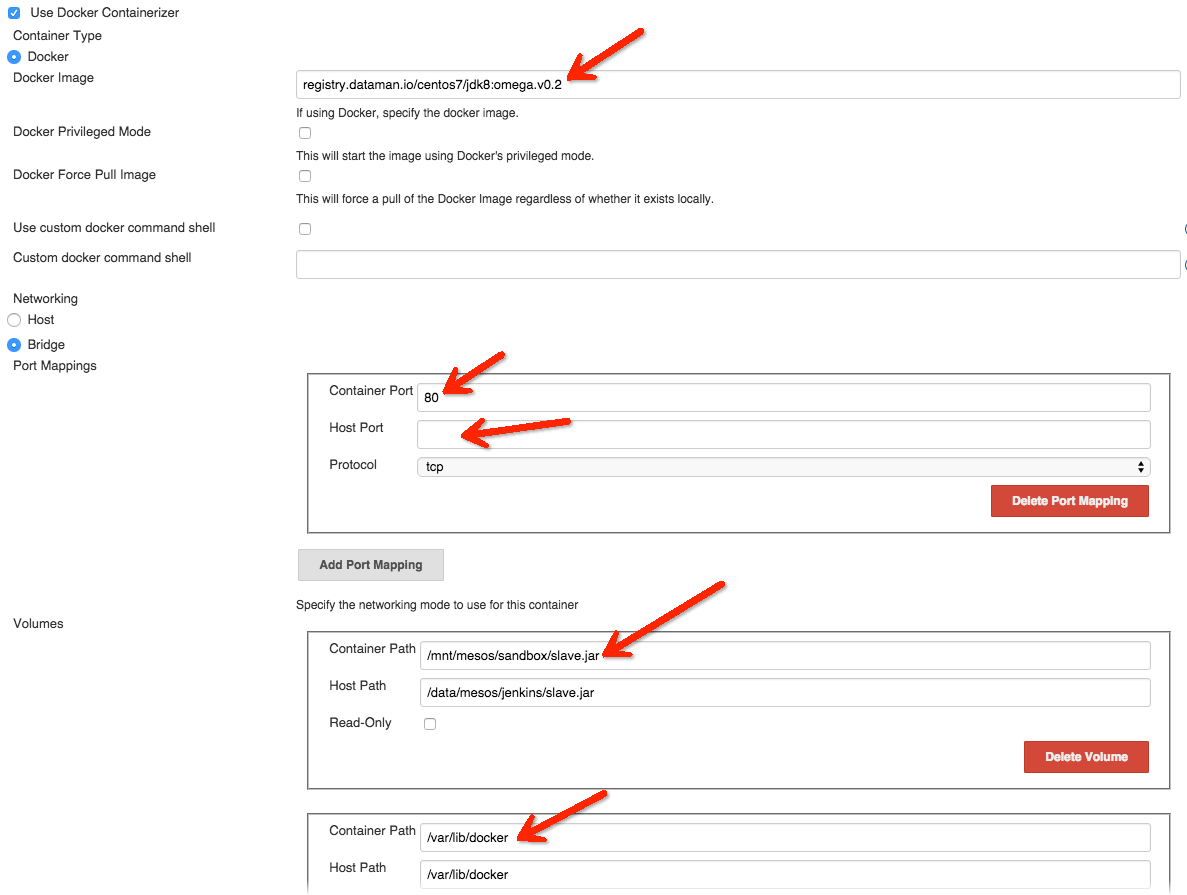 Use Docker Containerizer
Container Type
Docker
Docker Image
registry.dataman.io/centos7/jdk8:omega.v0.2
If using Docker, specify the docker image.
Docker Privileged Mode
This will start the image using Docker's privileged mode.
Docker Force Pull Image
This will force a pull of the Docker Image regardless of whether it exists locally.
Use custom docker command shell
Custom docker command shell
Networking
Host
Bridge
Port Mappings
Container Port
80
Host Port
Protocol
tcp
Delete Port Mapping
Add Port Mapping
Specify the networking mode to use for this container
Volumes
Container Path
/mnt/mesos/sandbox/slave.jar
Host Path
/data/mesos/jenkins/slave.jar
Read-Only
Delete Volume
Container Path
/var/lib/docker
Host Path
/var/lib/docker